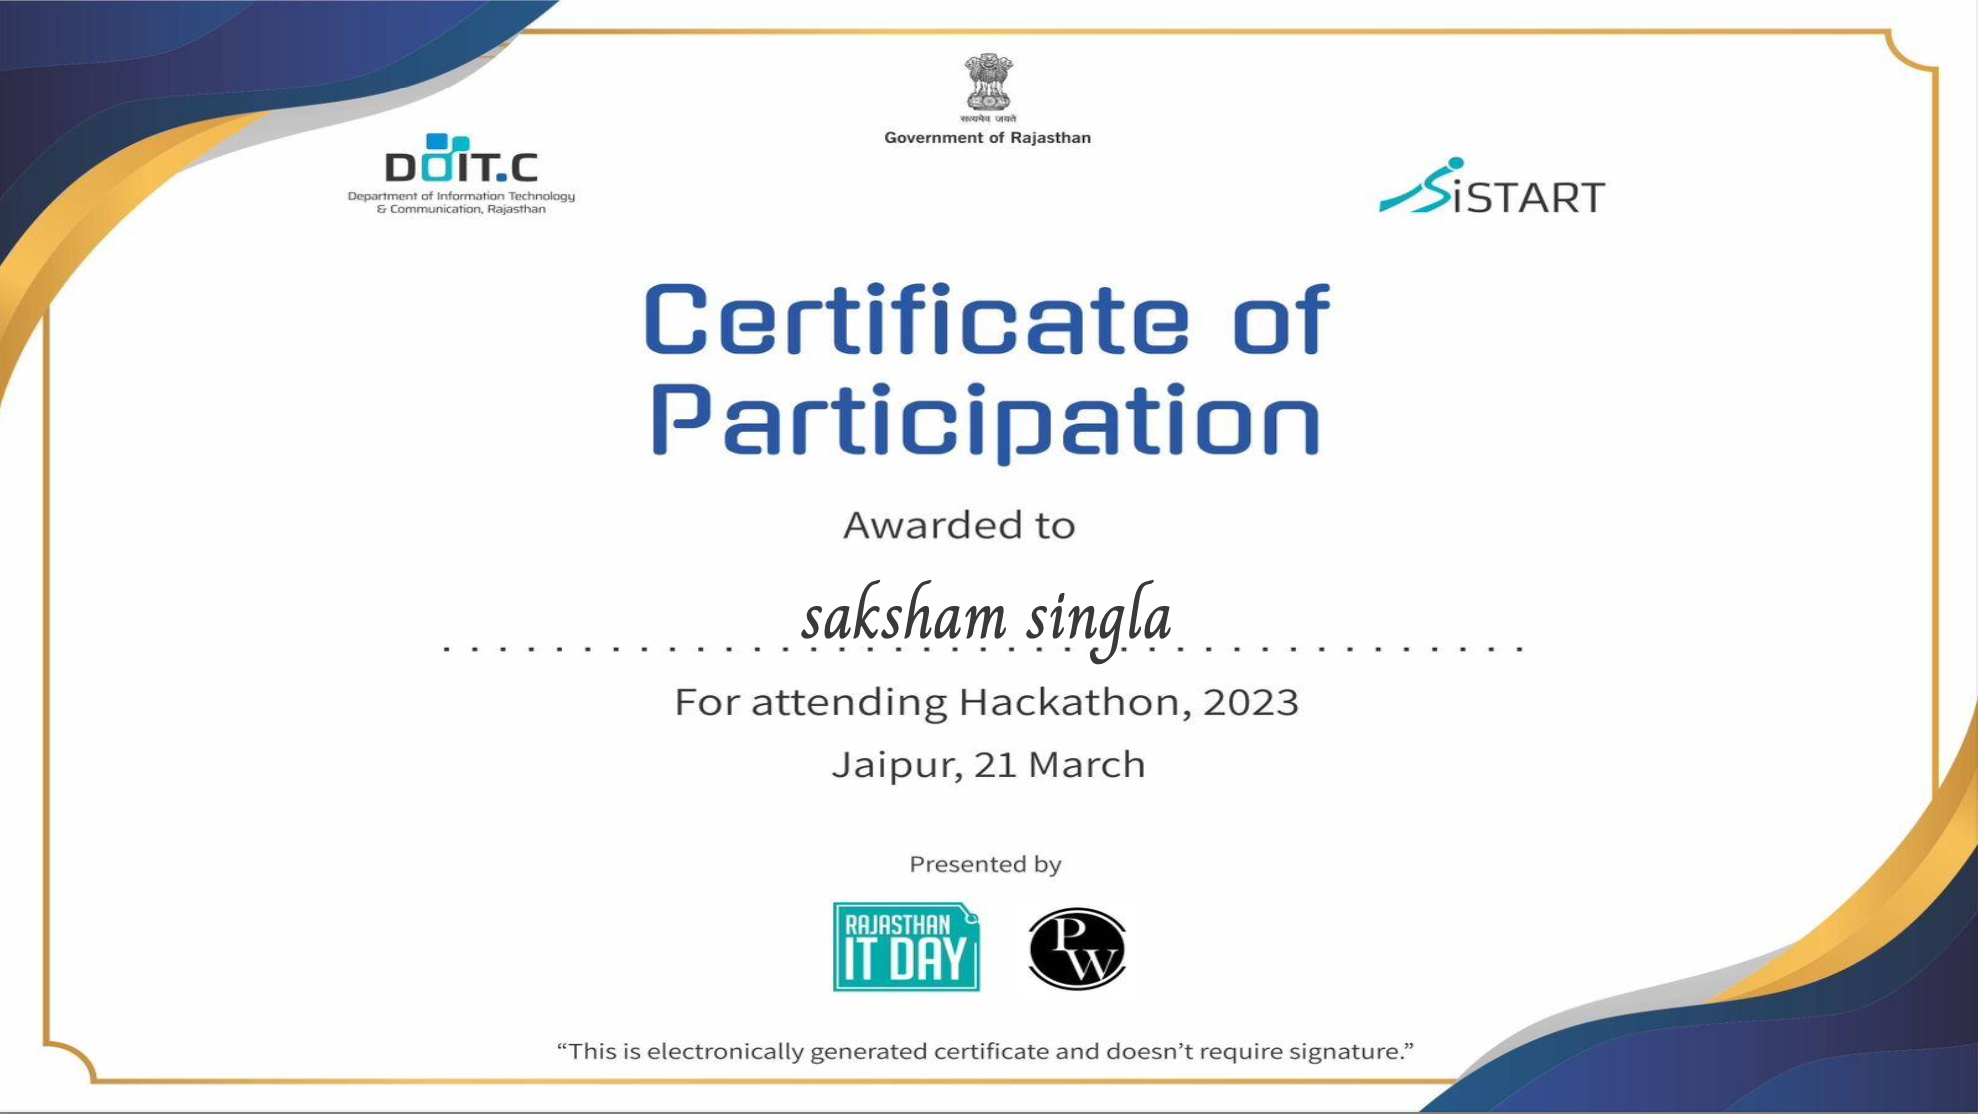 सत्यमेव जयते
Government of Rajasthan
DOIT.C
Department of Information Technology
& Communication, Rajasthan
iSTART
Certificate of
Participation
Awarded to
saksham singla
For attending Hackathon, 2023
Jaipur, 21 March
Presented by
RAJASTHAN
IT DAY
PW
“This is electronically generated certificate and doesn’t require signature.”